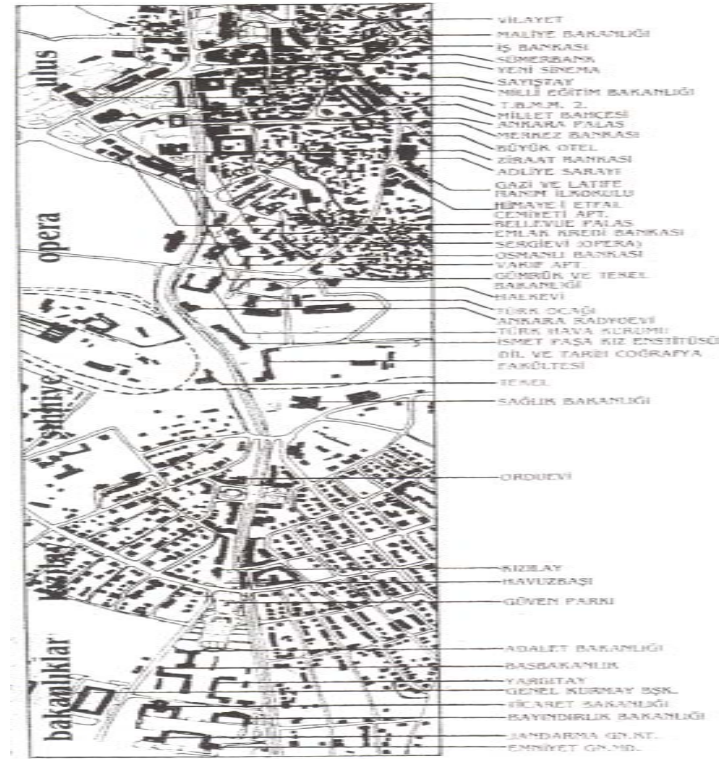 VİLAYET
MALİYE BAKANLIĞI
İŞ BANKASI
SÜMERBANK
YENİ SİNEMA
SAYIŞTAY
MİLLİ EĞİTİM BAKANLIĞI
T.B.M.M. 2.
MİLLET BAHÇESİ
ANKARA PALAS
MERKEZ BANKASI
BÜYÜK OTEL
ZİRAAT BANKASI
ADLİYE SARAYI
GAZİ VE LATİFE
HANIM İLKOKULU
HİMAYE-İ ETFAL
CEMİYETİ APT.
BELLEVUE PALAS
EMLAK KREDİ BANKASI
SERGİEVİ (OPERA)
OSMANLI BANKASI
VAKIF APT.
GÜMRÜK VE TEKEL
BAKANLIĞI
HALKEVİ
TÜRK OCAĞI
ANKARA RADYOEVİ
TÜRK HAVA KURUMU
İSMET PAŞA KIZ ENSTİTÜSÜ
DİL VE TARİH COĞRAFYA
FAKÜLTESİ
TEKEL
SAĞLIK BAKANLIĞI
ORDUEVİ
KIZILAY
HAVUZBAŞI
GÜVEN PARKI
ADALET BAKANLIĞI
BAŞBAKANLIK
YARGITAY
GENEL KURMAY BŞK.
TİCARET BAKANLIĞI
BAYINDIRLIK BAKANLIĞI
JANDARMA GN.KT.
EMNİYET GN.MD.
ulus
opera
sıhhiye
kızılay
bakanlıklar